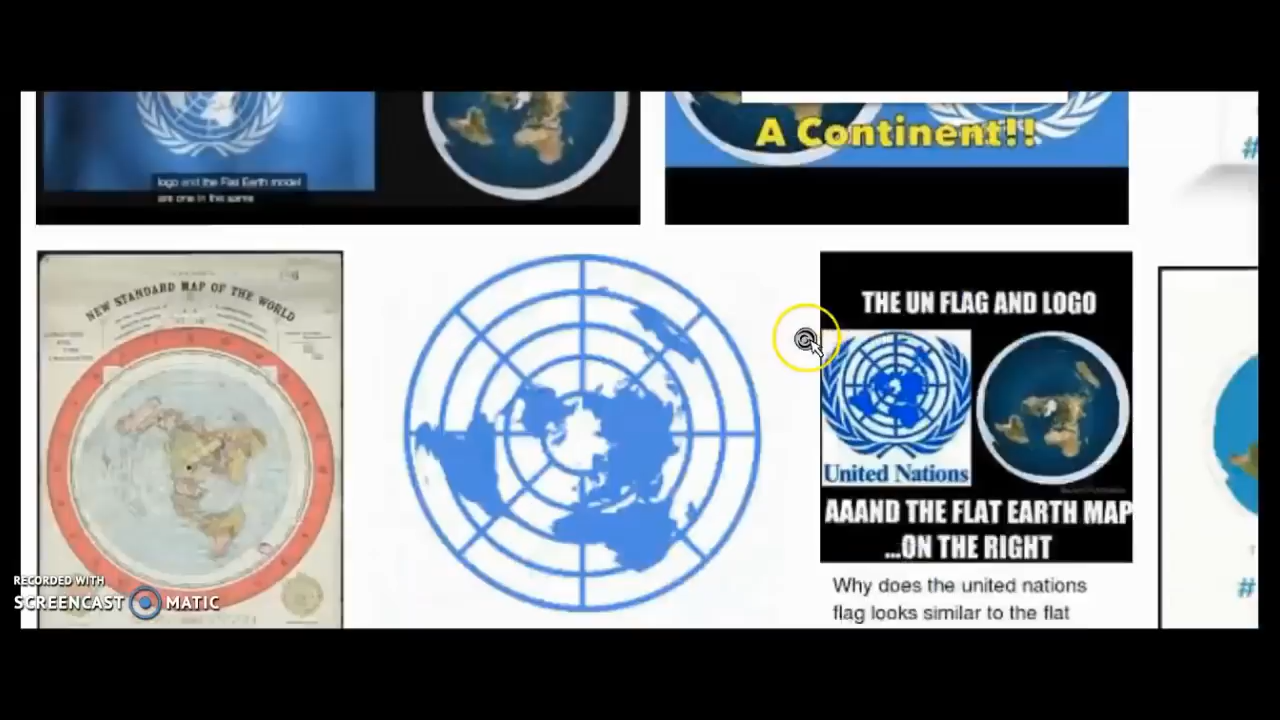 logo and the Flat Earth model
are one in the same
A Continent!!
#
NEW STANDARD MAP OF THE WORLD
THE UN FLAG AND LOGO
United Nations
AAAND THE FLAT EARTH MAP
...ON THE RIGHT
Why does the united nations
flag looks similar to the flat
#
RECORDED WITH
SCREENCAST MATIC